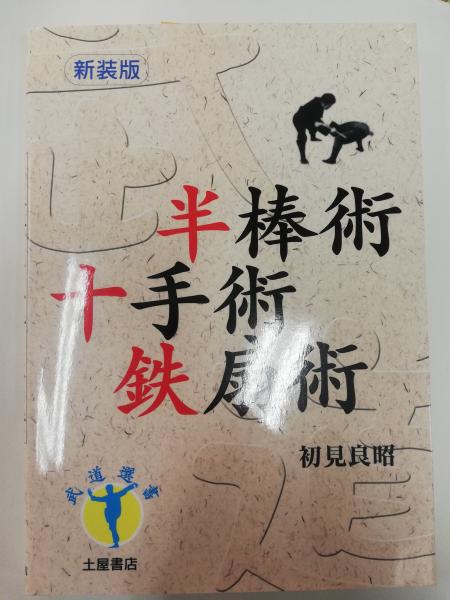 新装版
半棒術
十手術
鉄扇術
初見良昭
武道選書
土屋書店